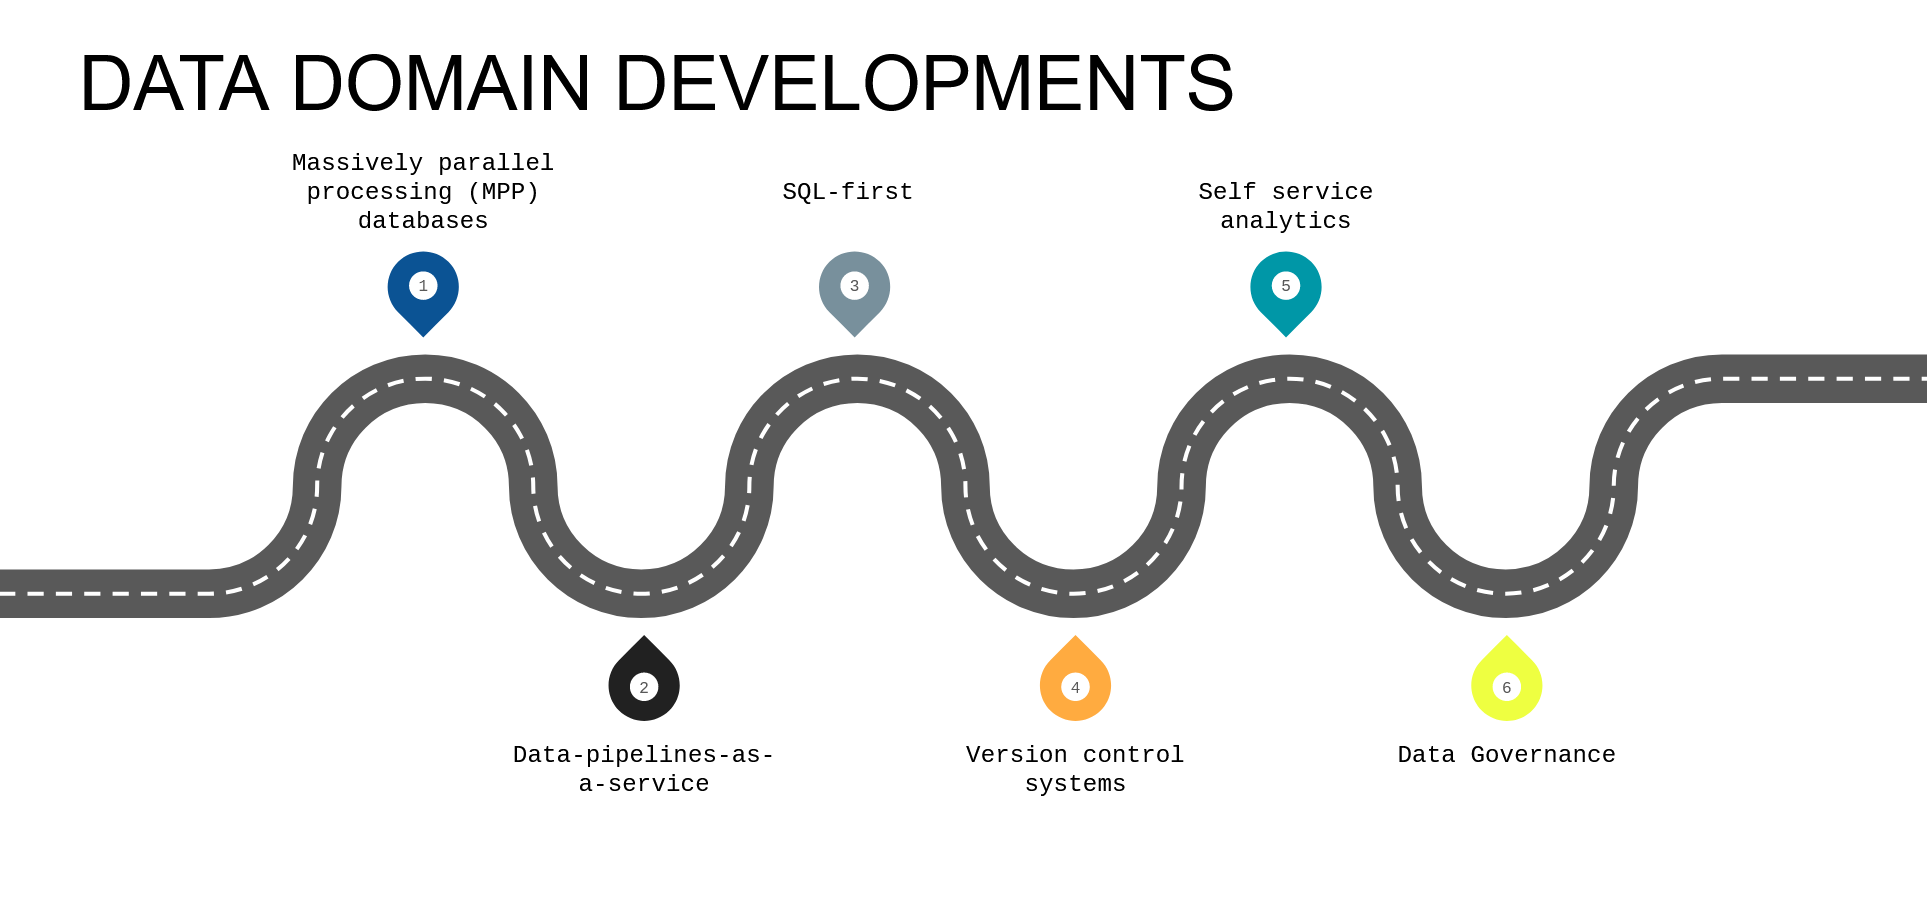 DATA DOMAIN DEVELOPMENTS
Massively parallel
processing (MPP)
databases
1
Data-pipelines-as-
a-service
2
SQL-first
3
Version control
systems
4
Self service
analytics
5
Data Governance
6